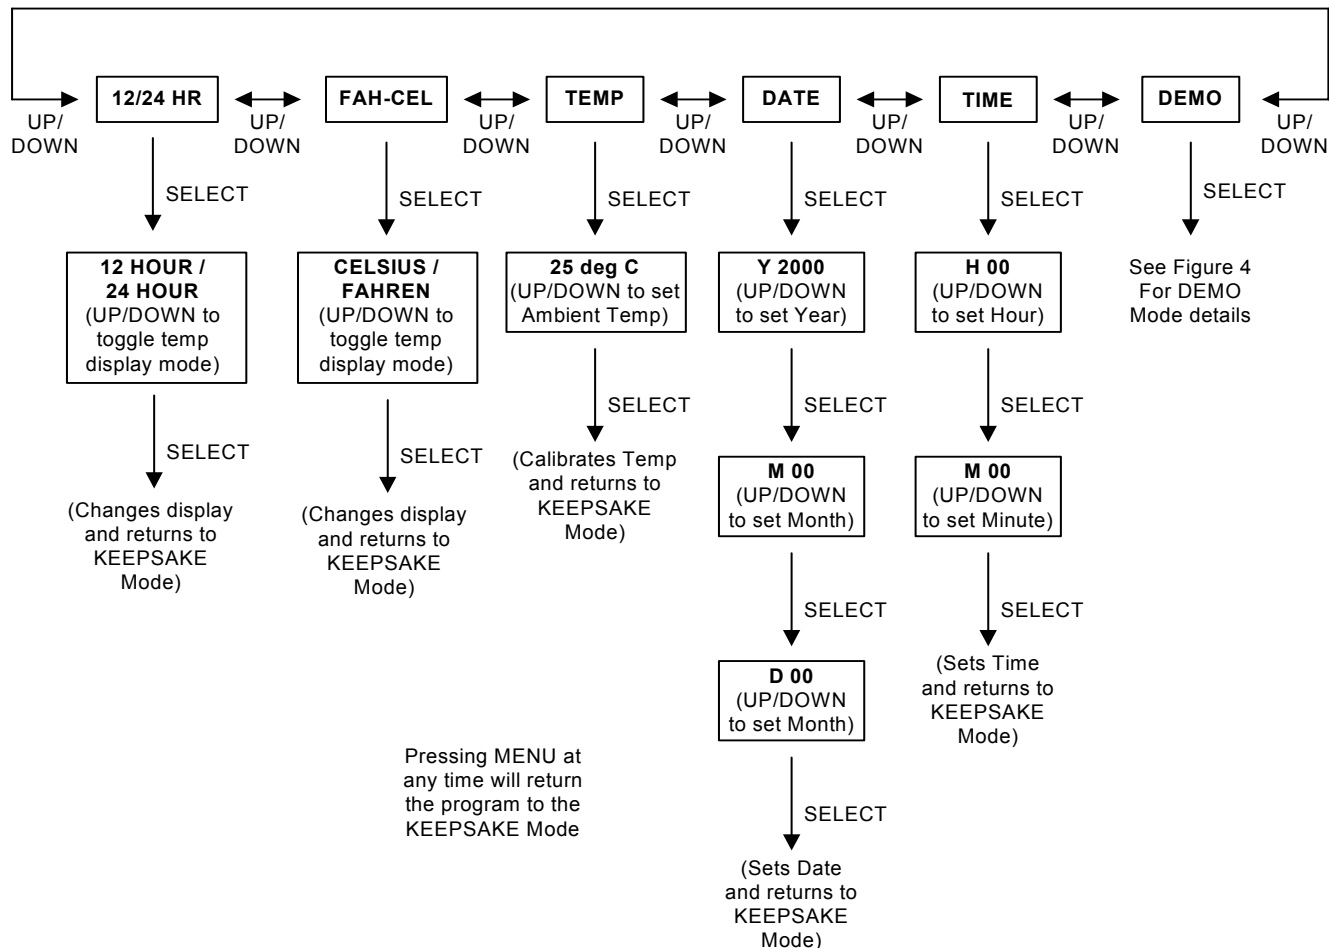 12/24 HR
FAH-CEL
TEMP
DATE
TIME
DEMO
UP/
DOWN
UP/
DOWN
UP/
DOWN
UP/
DOWN
UP/
DOWN
UP/
DOWN
UP/
DOWN
SELECT
SELECT
SELECT
SELECT
SELECT
SELECT
12 HOUR /
24 HOUR
(UP/DOWN to
toggle temp
display mode)
CELSIUS /
FAHREN
(UP/DOWN to
toggle temp
display mode)
25 deg C
(UP/DOWN to set
Ambient Temp)
Y 2000
(UP/DOWN
to set Year)
H 00
(UP/DOWN
to set Hour)
See Figure 4
For DEMO
Mode details
SELECT
SELECT
SELECT
SELECT
SELECT
(Changes display
and returns to
KEEPSAKE
Mode)
(Changes display
and returns to
KEEPSAKE
Mode)
(Calibrates Temp
and returns to
KEEPSAKE
Mode)
M 00
(UP/DOWN
to set Month)
M 00
(UP/DOWN
to set Minute)
SELECT
SELECT
D 00
(UP/DOWN
to set Month)
(Sets Time
and returns to
KEEPSAKE
Mode)
Pressing MENU at
any time will return
the program to the
KEEPSAKE Mode
SELECT
(Sets Date
and returns to
KEEPSAKE
Mode)